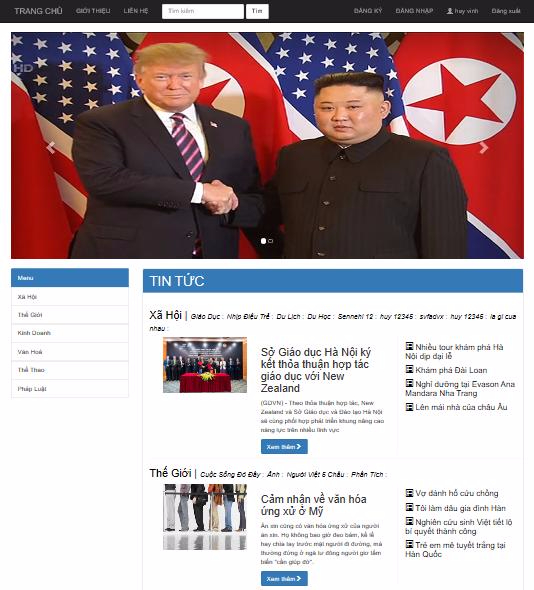 TRANG CHỦ GIỚI THIỆU LIÊN HỆ Tìm kiếm Tìm ĐĂNG KÝ ĐĂNG NHẬP huy vinh Đăng xuất
HD
Menu
Xã Hội
Thế Giới
Kinh Doanh
Văn Hoá
Thể Thao
Pháp Luật
TIN TỨC
Xã Hội | Giáo Dục : Nhịp Điệu Trẻ : Du Lịch : Du Học : Sennehi 12 : huy 12345 : svfadvx : huy 12345 : la gi cua
nhau :
Sở Giáo dục Hà Nội ký
kết thỏa thuận hợp tác
giáo dục với New
Zealand
(GDVN) - Theo thỏa thuận hợp tác, New
Zealand và Sở Giáo dục và Đào tạo Hà Nội
sẽ cùng phối hợp phát triển khung nâng cao
năng lực trên nhiều lĩnh vực
Xem thêm
Nhiều tour khám phá Hà
Nội dịp đại lễ
Khám phá Đài Loan
Nghỉ dưỡng tại Evason Ana
Mandara Nha Trang
Lên mái nhà của châu Âu
Thế Giới | Cuộc Sống Đó Đây : Ảnh : Người Việt 5 Châu : Phân Tích :
Cảm nhận về văn hóa
ứng xử ở Mỹ
Ăn xin cũng có văn hóa ứng xử của người
ăn xin. Họ không bao giờ đeo bám, kể lể
hay chìa tay trước mặt người đi đường, mà
thường đứng ở ngã tư đông người giơ tấm
biển "cần giúp đỡ".
Xem thêm
Vợ dành hồ cứu chồng
Tôi làm dâu gia đình Hàn
Nghiên cứu sinh Việt tiết lộ
bí quyết thành công
Trẻ em mê tuyết trắng tại
Hàn Quốc